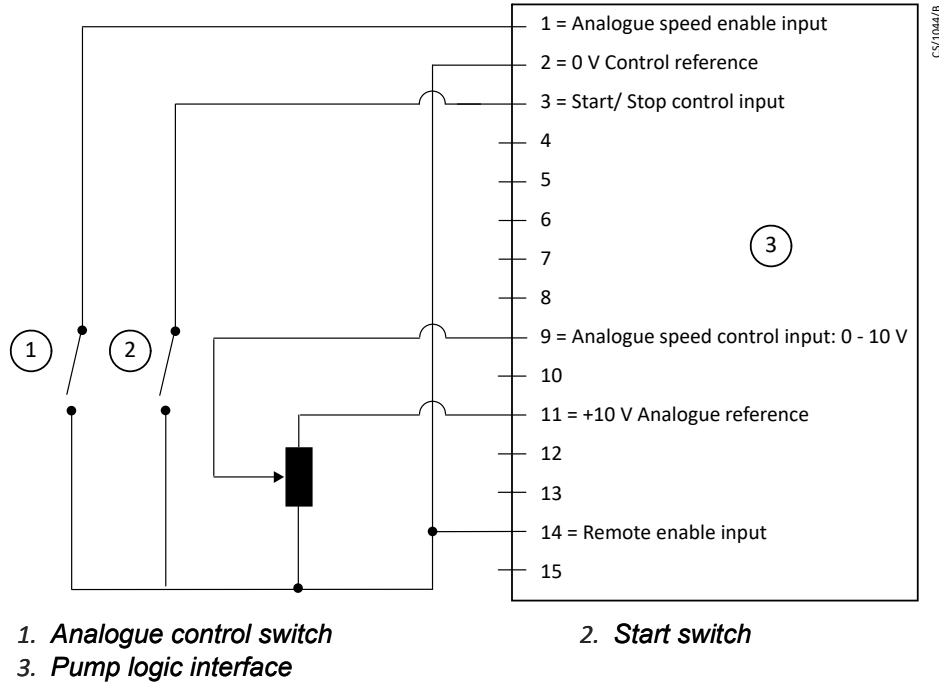 1 = Analogue speed enable input
CS/1044/B
2 = 0 V Control reference
3 = Start/ Stop control input
4
5
6
3
7
8
1
2
9 = Analogue speed control input: 0 - 10 V
10
11 = +10 V Analogue reference
12
13
14 = Remote enable input
15
1. Analogue control switch
2. Start switch
3. Pump logic interface